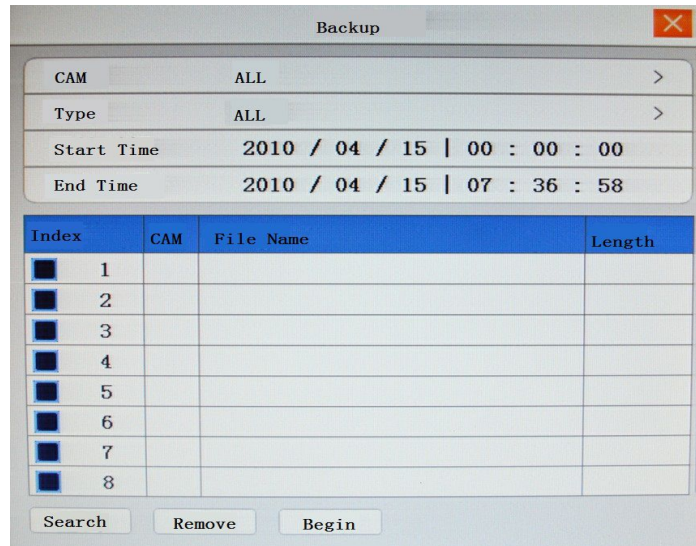 Backup
CAM ALL >
Type ALL >
Start Time 2010 / 04 / 15 | 00 : 00 : 00
End Time 2010 / 04 / 15 | 07 : 36 : 58
Index CAM File Name Length
1
2
3
4
5
6
7
8
Search Remove Begin